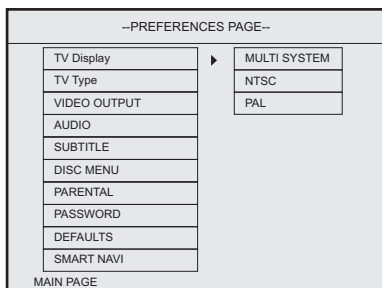 --PREFERENCES PAGE--
TV Display
MULTI SYSTEM
TV Type
NTSC
VIDEO OUTPUT
PAL
AUDIO
SUBTITLE
DISC MENU
PARENTAL
PASSWORD
DEFAULTS
SMART NAVI
MAIN PAGE